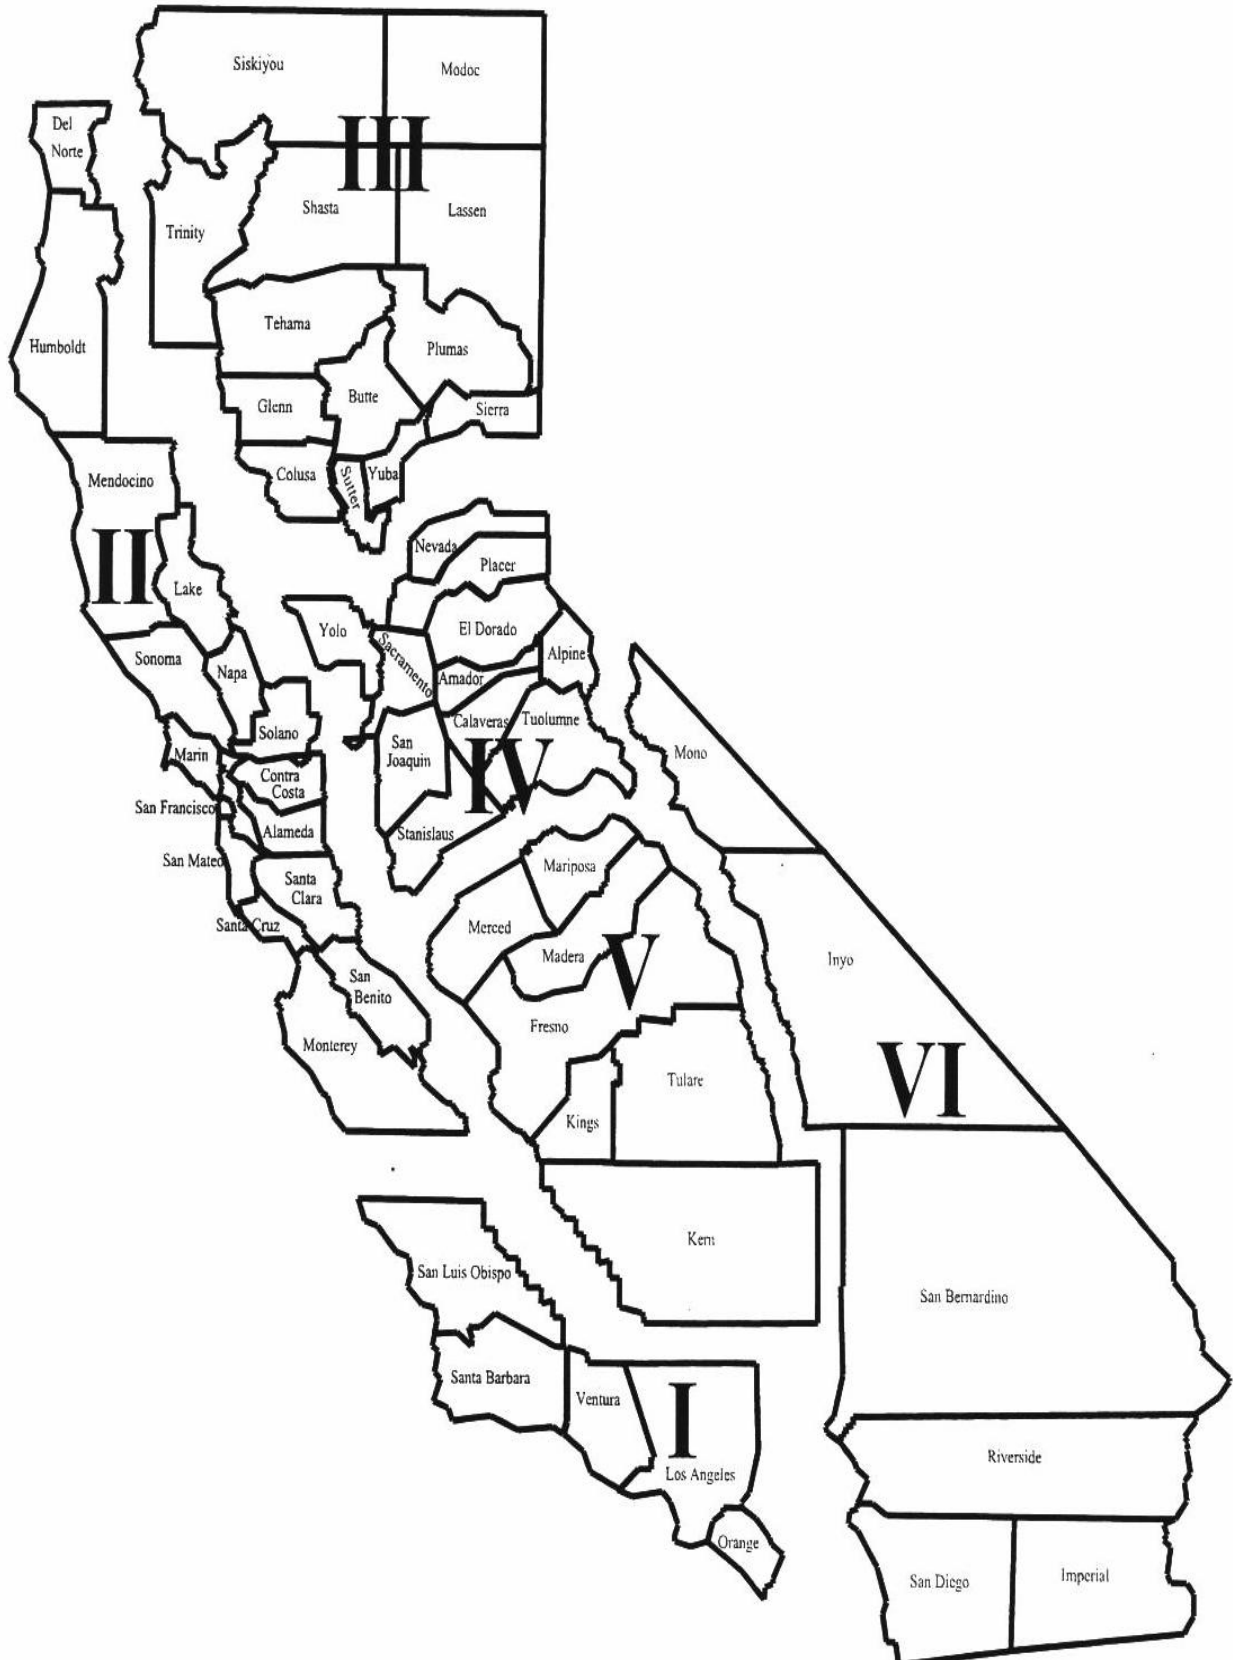 Siskiyou
Modoc
Del
Norte
III
Shasta
Lassen
Trinity
Humboldt
Tehama
Plumas
Glenn
Butte
Sierra
Mendocino
Colusa
Sutter
Yuba
II
Lake
Nevada
Placer
Yolo
El Dorado
Sacramento
Alpine
Sonoma
Napa
Amador
Solano
Calaveras
Tuolumne
Marin
San
Joaquin
IV
Mono
Contra
Costa
San Francisco
Alameda
Stanislaus
San Mateo
Santa
Clara
Mariposa
Santa Cruz
Merced
Madera
V
Inyo
San
Benito
Fresno
Monterey
Tulare
VI
Kings
Kern
San Luis Obispo
San Bernardino
Santa Barbara
Ventura
I
Los Angeles
Riverside
Orange
San Diego
Imperial